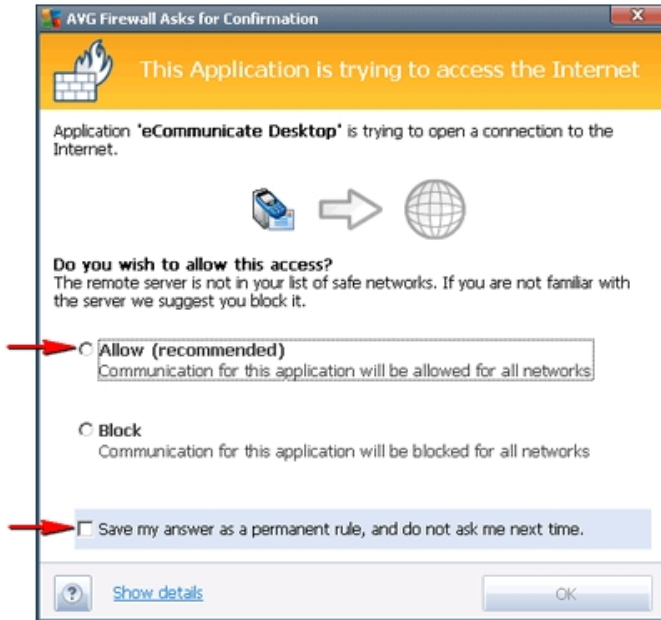 AVG Firewall Asks for Confirmation
This Application is trying to access the Internet
Application 'eCommunicate Desktop' is trying to open a connection to the
Internet.
Do you wish to allow this access?
The remote server is not in your list of safe networks. If you are not familiar with
the server we suggest you block it.
Allow (recommended)
Communication for this application will be allowed for all networks
Block
Communication for this application will be blocked for all networks
Save my answer as a permanent rule, and do not ask me next time.
? Show details OK